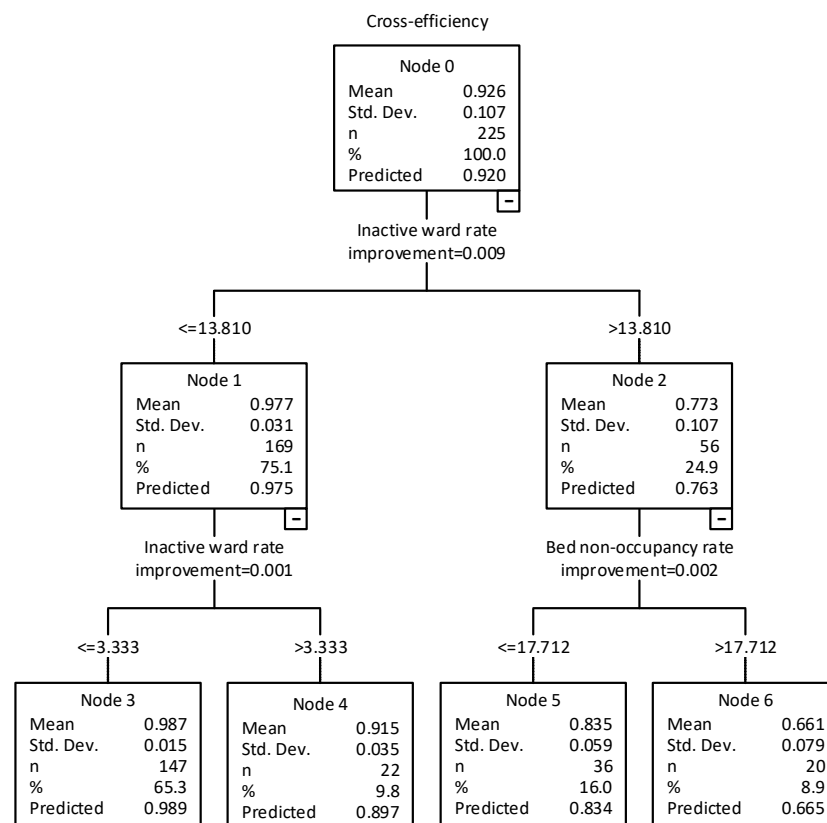 Cross-efficiency
Node 0
Mean 0.926
Std. Dev. 0.107
n 225
% 100.0
Predicted 0.920
Inactive ward rate
improvement=0.009
<=13.810
>13.810
Node 1
Mean 0.977
Std. Dev. 0.031
n 169
% 75.1
Predicted 0.975
Node 2
Mean 0.773
Std. Dev. 0.107
n 56
% 24.9
Predicted 0.763
Inactive ward rate
improvement=0.001
Bed non-occupancy rate
improvement=0.002
<=3.333
>3.333
<=17.712
>17.712
Node 3
Mean 0.987
Std. Dev. 0.015
n 147
% 65.3
Predicted 0.989
Node 4
Mean 0.915
Std. Dev. 0.035
n 22
% 9.8
Predicted 0.897
Node 5
Mean 0.835
Std. Dev. 0.059
n 36
% 16.0
Predicted 0.834
Node 6
Mean 0.661
Std. Dev. 0.079
n 20
% 8.9
Predicted 0.665